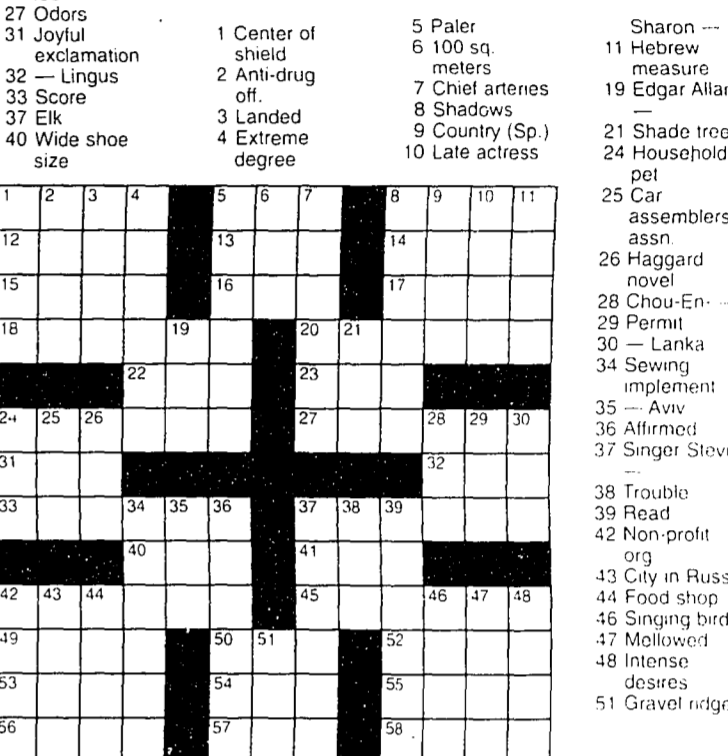 27 Odors
31 Joyful
exclamation
32 — Lingus
33 Score
37 Elk
40 Wide shoe
size
1 Center of
shield
2 Anti-drug
off.
3 Landed
4 Extreme
degree
5 Paler
6 100 sq.
meters
7 Chief arteries
8 Shadows
9 Country (Sp.)
10 Late actress
Sharon —
11 Hebrew
measure
19 Edgar Allan
—
21 Shade tree
24 Household
pet
25 Car
assemblers
assn.
26 Haggard
novel
28 Chou-En- —
29 Permit
30 — Lanka
34 Sewing
implement
35 — Aviv
36 Affirmed
37 Singer
—
38 Trouble
39 Read
42 Non-profit
org
43 City in Russ
44 Food shop
46 Singing bird
47 Mellowed
48 Intense
desires
51 Gravel ridge
1 2 3 4 5 6 7 8 9 10 11
12 13 14
15 16 17
18 19 20 21
22 23
24 25 26 27 28 29 30
31 32
33 34 35 36 37 38 39
40 41
42 43 44 45 46 47 48
49 50 51 52
53 54 55
56 57 58